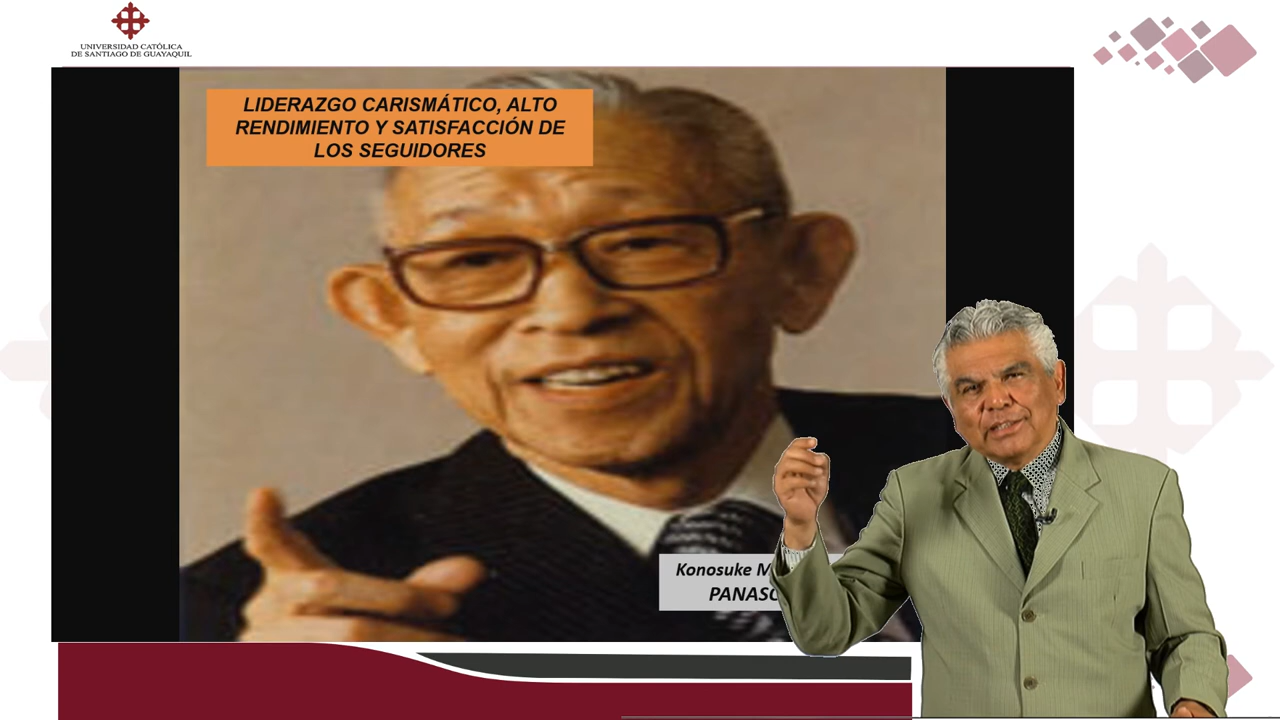 UNIVERSIDAD CATÓLICA
DE SANTIAGO DE GUAYAQUIL
LIDERAZGO CARISMÁTICO, ALTO
RENDIMIENTO Y SATISFACCIÓN DE
LOS SEGUIDORES
Konosuke